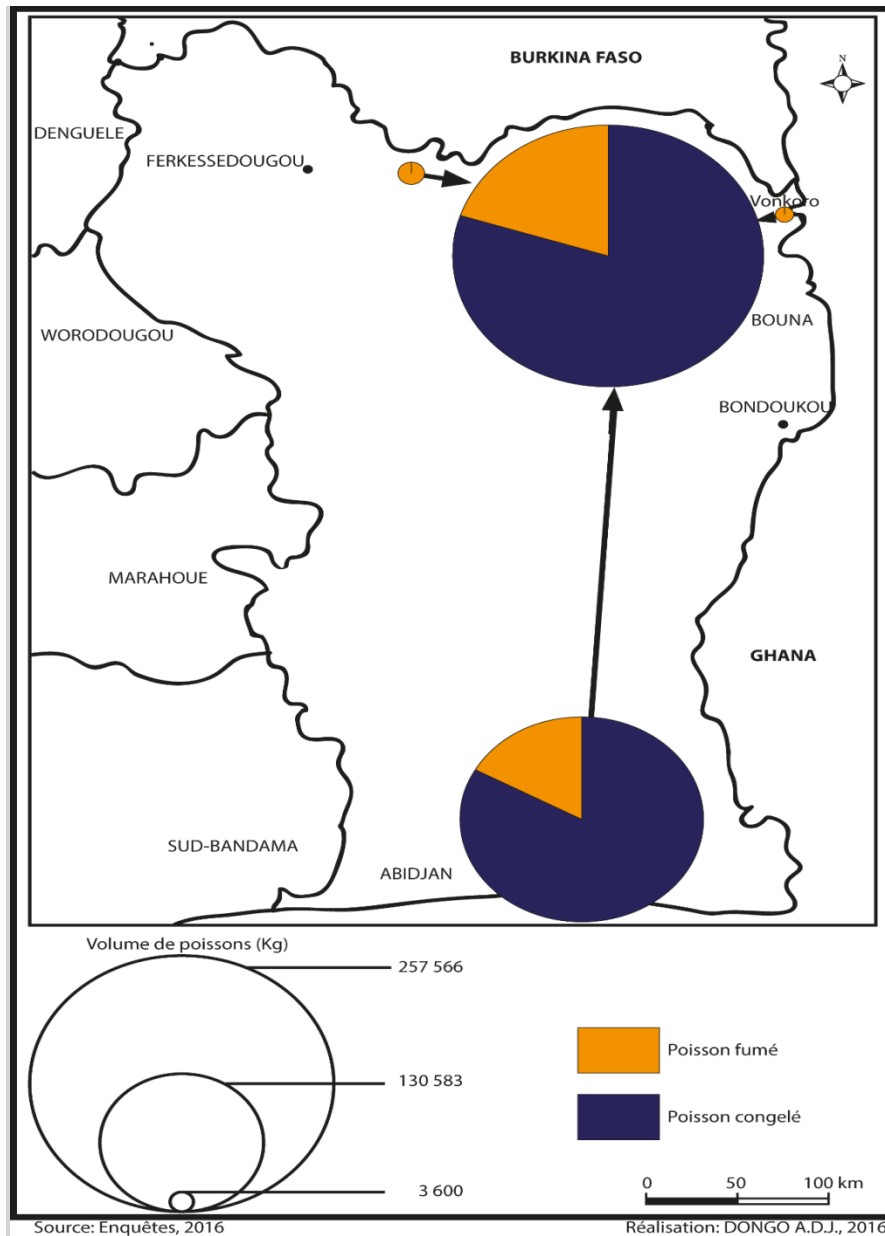 BURKINA FASO
N
DENGUELE
FERKESSEDOUGOU
Vonkoro
WORODOUGOU
BOUNA
BONDOUKOU
MARAHOUE
GHANA
SUD-BANDAMA
ABIDJAN
Volume de poissons (Kg)
257 566
130 583
3 600
Poisson fumé
Poisson congelé
0 50 100 km
Source: Enquêtes, 2016
Réalisation: DONGO A.D.J., 2016